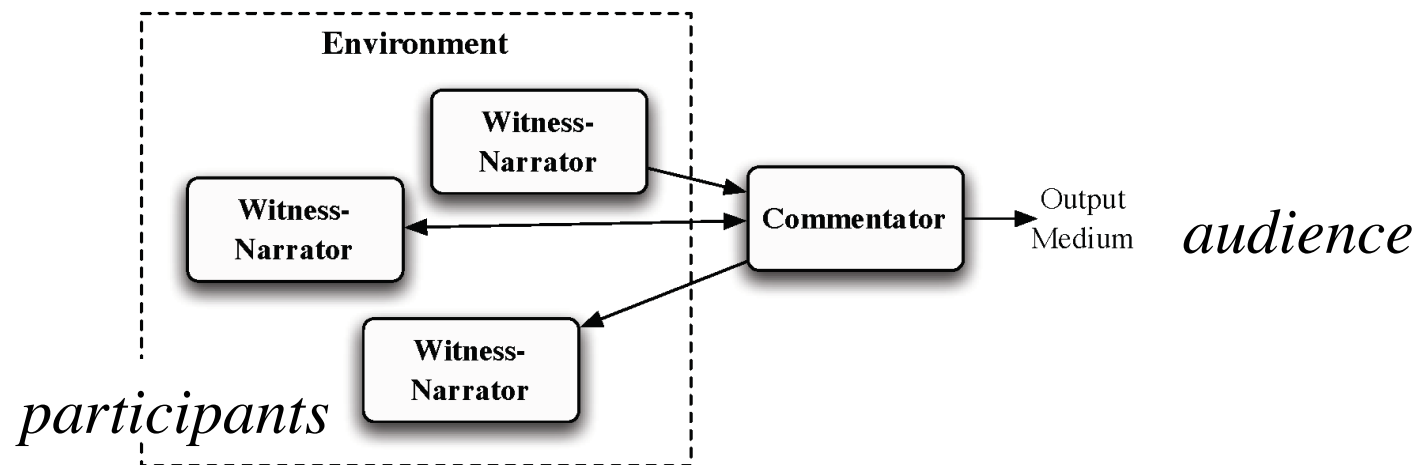 Environment
Witness-
Narrator
Witness-
Narrator
Commentator
Output
Medium
audience
Witness-
Narrator
participants